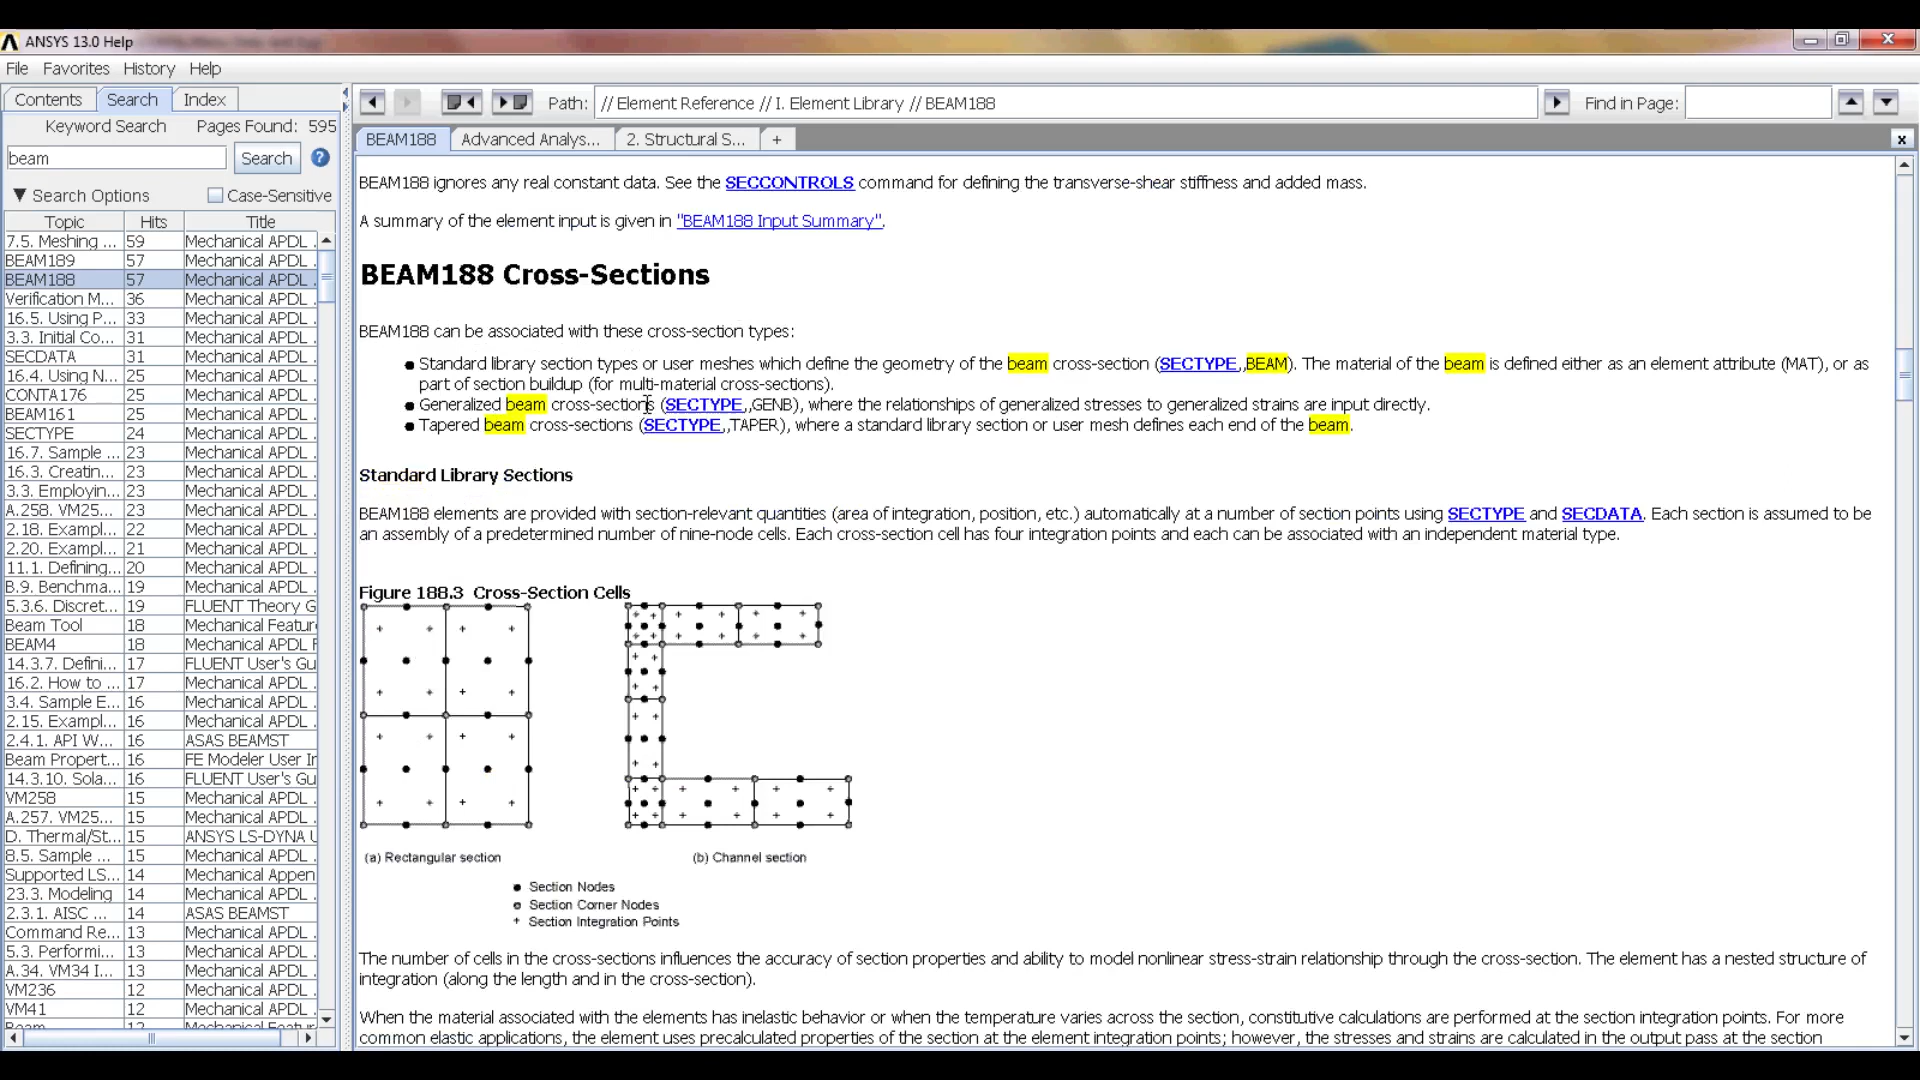 ANSYS 13.0 Help
File Favorites History Help
Contents Search Index
Path: // Element Reference // I. Element Library // BEAM188
Find in Page:
Keyword Search Pages Found: 595
BEAM188 Advanced Analys... 2. Structural S... + x
beam Search ?
Search Options Case-Sensitive
Topic Hits Title
7.5. Meshing ... 59 Mechanical APDL .
BEAM189 57 Mechanical APDL .
BEAM188 57 Mechanical APDL .
Verification M... 36 Mechanical APDL .
16.5. Using P... 33 Mechanical APDL .
3.3. Initial Co... 31 Mechanical APDL .
SECDATA 31 Mechanical APDL .
16.4. Using N... 25 Mechanical APDL .
CONTA176 25 Mechanical APDL .
BEAM161 25 Mechanical APDL .
SECTYPE 24 Mechanical APDL .
16.7. Sample ... 23 Mechanical APDL .
16.3. Creatin... 23 Mechanical APDL .
3.3. Employin... 23 Mechanical APDL .
A.258. VM25... 23 Mechanical APDL .
2.18. Exampl... 22 Mechanical APDL .
2.20. Exampl... 21 Mechanical APDL .
11.1. Defining... 20 Mechanical APDL .
B.9. Benchma... 19 Mechanical APDL .
5.3.6. Discret... 19 FLUENT Theory G
Beam Tool 18 Mechanical Featur
BEAM4 18 Mechanical APDL F
14.3.7. Defini... 17 FLUENT User's Gu
16.2. How to ... 17 Mechanical APDL .
3.4. Sample E... 16 Mechanical APDL .
2.15. Exampl... 16 Mechanical APDL .
2.4.1. API W... 16 ASAS BEAMST
Beam Propert... 16 FE Modeler User In
14.3.10. Sola... 16 FLUENT User's Gu
VM258 15 Mechanical APDL .
A.257. VM25... 15 Mechanical APDL .
D. Thermal/St... 15 ANSYS LS-DYNA U
8.5. Sample ... 15 Mechanical APDL .
Supported LS... 14 Mechanical Appen
23.3. Modeling 14 Mechanical APDL .
2.3.1. AISC ... 14 ASAS BEAMST
Command Re... 13 Mechanical APDL .
5.3. Performi... 13 Mechanical APDL .
A.34. VM34 I... 13 Mechanical APDL .
VM236 12 Mechanical APDL .
VM41 12 Mechanical APDL .
BEAM188 ignores any real constant data. See the SECCONTROLS command for defining the transverse-shear stiffness and added mass.
A summary of the element input is given in "BEAM188 Input Summary".
BEAM188 Cross-Sections
BEAM188 can be associated with these cross-section types:
● Standard library section types or user meshes which define the geometry of the beam cross-section (SECTYPE,,BEAM). The material of the beam is defined either as an element attribute (MAT), or as
part of section buildup (for multi-material cross-sections).
● Generalized beam cross-sections (SECTYPE,,GENB), where the relationships of generalized stresses to generalized strains are input directly.
● Tapered beam cross-sections (SECTYPE,,TAPER), where a standard library section or user mesh defines each end of the beam.
Standard Library Sections
BEAM188 elements are provided with section-relevant quantities (area of integration, position, etc.) automatically at a number of section points using SECTYPE and SECDATA. Each section is assumed to be
an assembly of a predetermined number of nine-node cells. Each cross-section cell has four integration points and each can be associated with an independent material type.
Figure 188.3 Cross-Section Cells
(a) Rectangular section (b) Channel section
Section Nodes
Section Corner Nodes
+ Section Integration Points
The number of cells in the cross-sections influences the accuracy of section properties and ability to model nonlinear stress-strain relationship through the cross-section. The element has a nested structure of
integration (along the length and in the cross-section).
When the material associated with the elements has inelastic behavior or when the temperature varies across the section, constitutive calculations are performed at the section integration points. For more
common elastic applications, the element uses precalculated properties of the section at the element integration points; however, the stresses and strains are calculated in the output pass at the section